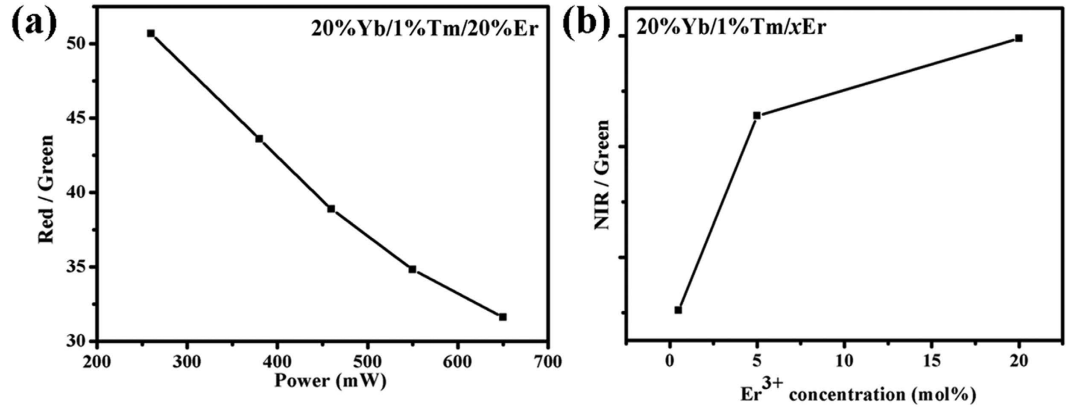 (a)
20%Yb/1%Tm/20%Er
Red / Green
50
45
40
35
30
200 300 400 500 600 700
Power (mW)
(b)
20%Yb/1%Tm/xEr
NIR / Green
0 5 10 15 20
Er³⁺ concentration (mol%)